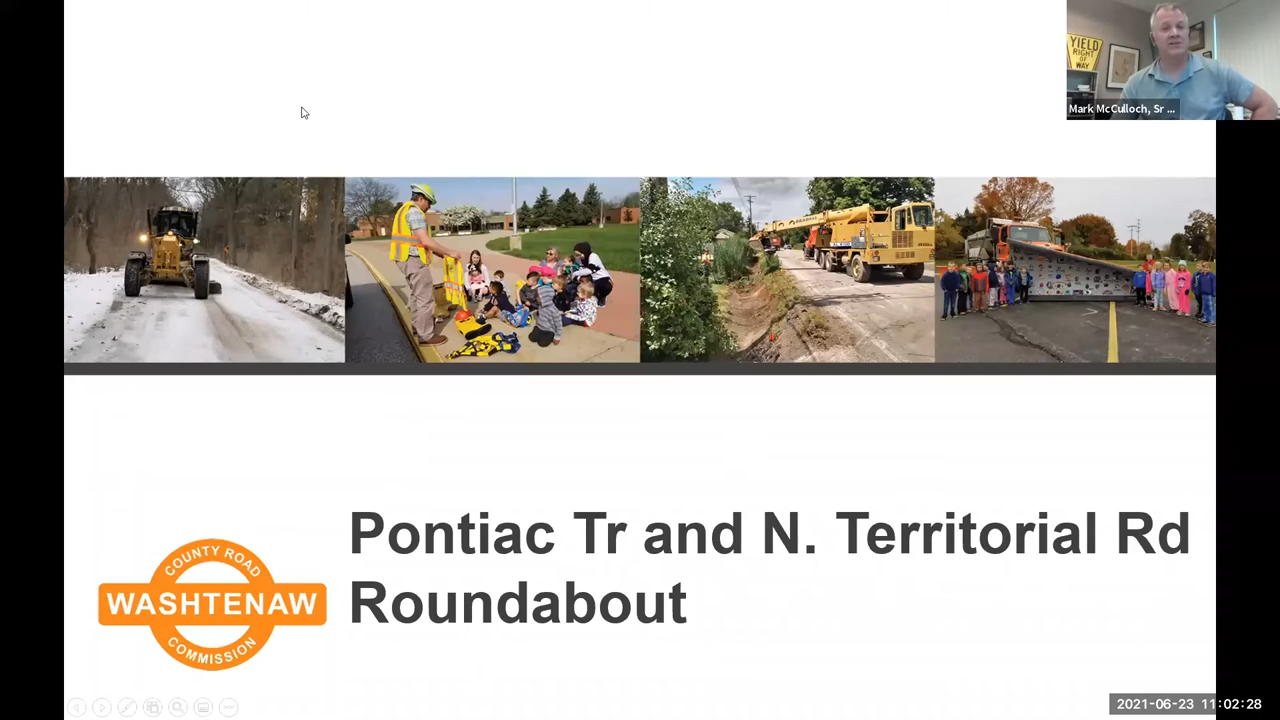 YIELD
RIGHT
OF
WAY
Mark McCulloch, Sr ...
Pontiac Tr and N. Territorial Rd
Roundabout
COUNTY ROAD
WASHTENAW
COMMISSION
2021-06-23 11:02:28